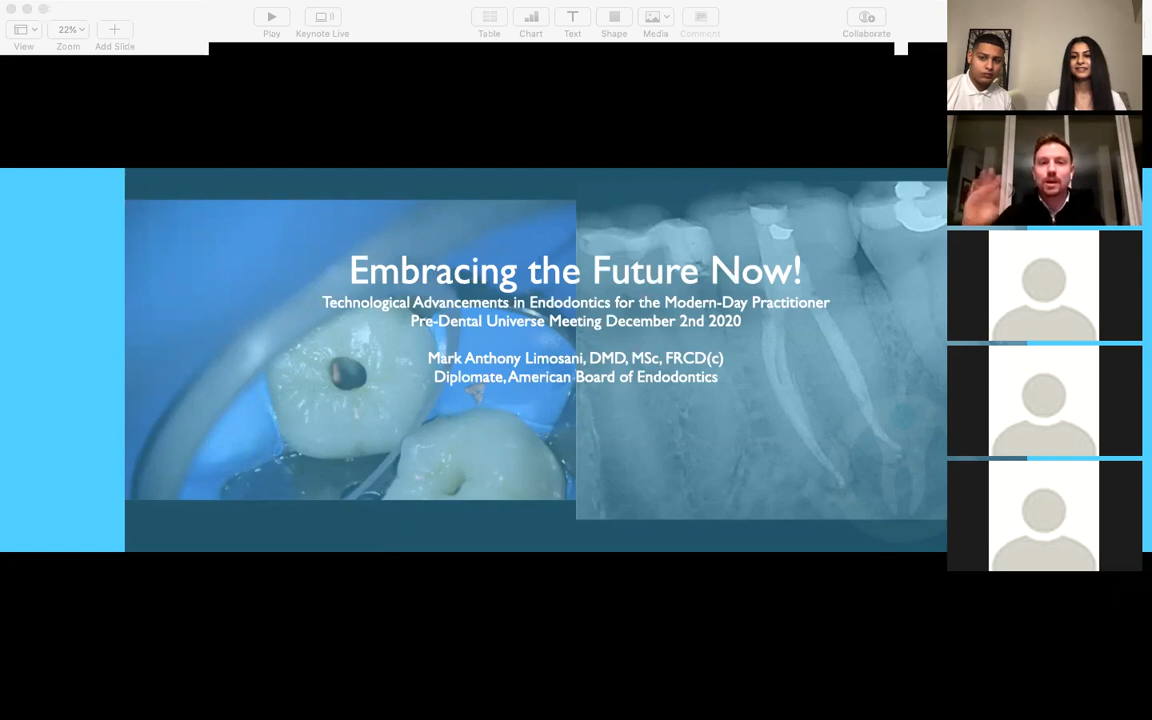 22%
View
Zoom
Add Slide
Play
Keynote Live
Table
Chart
Text
Shape
Media
Comment
Collaborate
Embracing the Future Now!
Technological Advancements in Endodontics for the Modern-Day Practitioner
Pre-Dental Universe Meeting December 2nd 2020
Mark Anthony Limosani, DMD, MSc, FRCD(c)
Diplomate, American Board of Endodontics